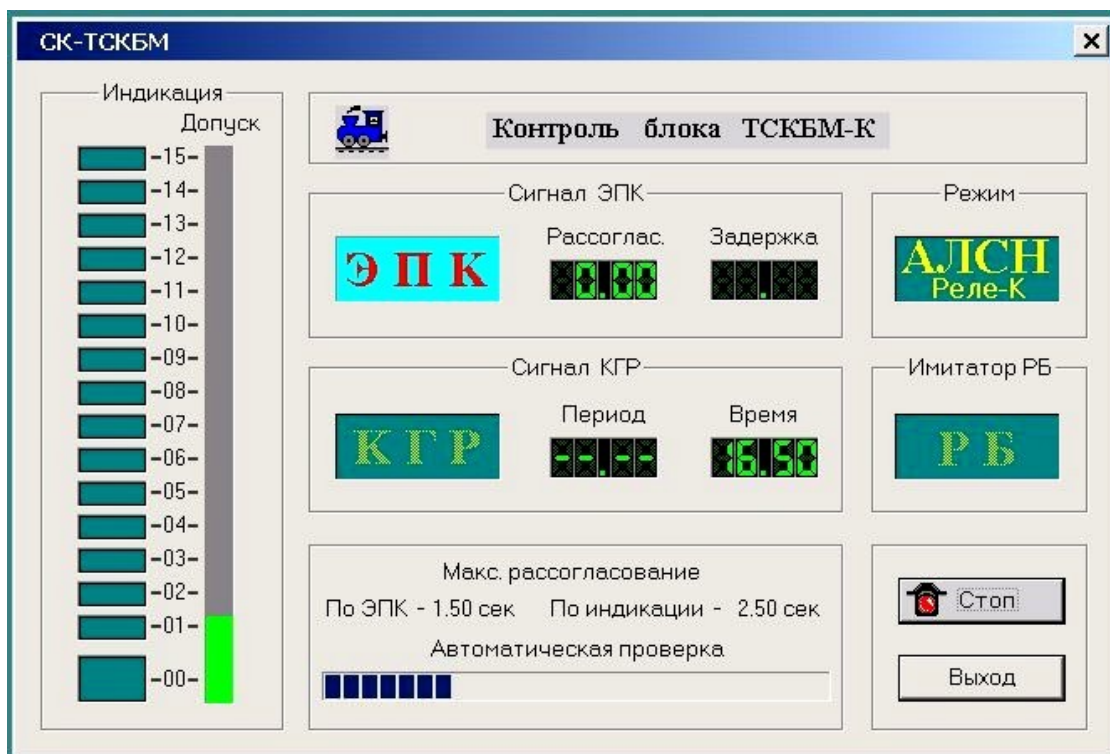 СК-ТСКБМ
Индикация
Допуск
-15-
-14-
-13-
-12-
-11-
-10-
-09-
-08-
-07-
-06-
-05-
-04-
-03-
-02-
-01-
-00-
Контроль блока ТСКБМ-К
Сигнал ЭПК
Рассоглас. Задержка
ЭПК
0.00
.
Режим
АЛСН
Реле-К
Сигнал КГР
Период Время
КГР
--.--
16.50
Имитатор РБ
РБ
Макс. рассогласование
По ЭПК - 1.50 сек По индикации - 2.50 сек
Автоматическая проверка
Стоп
Выход